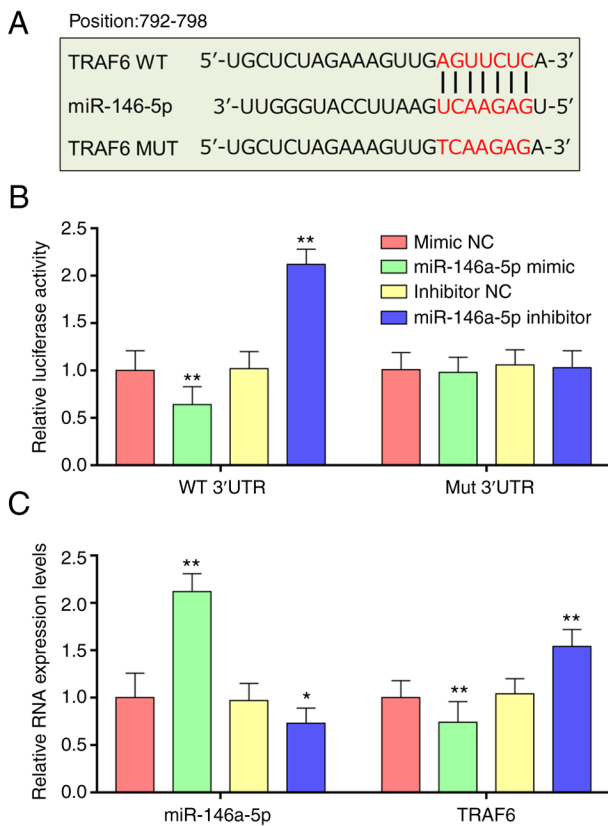 A
Position:792-798
TRAF6 WT 5′-UGCUCUAGAAAGUUGAGUUCUCA-3′
miR-146-5p 3′-UUGGGUACCUUAAGUCAAGAGU-5′
TRAF6 MUT 5′-UGCUCUAGAAAGUUGTCAAGAGA-3′
B
Relative luciferase activity
2.5
2.0
1.5
1.0
0.5
0.0
**
**
Mimic NC
miR-146a-5p mimic
Inhibitor NC
miR-146a-5p inhibitor
WT 3′UTR Mut 3′UTR
C
Relative RNA expression levels
2.5
2.0
1.5
1.0
0.5
0.0
**
*
**
**
miR-146a-5p TRAF6